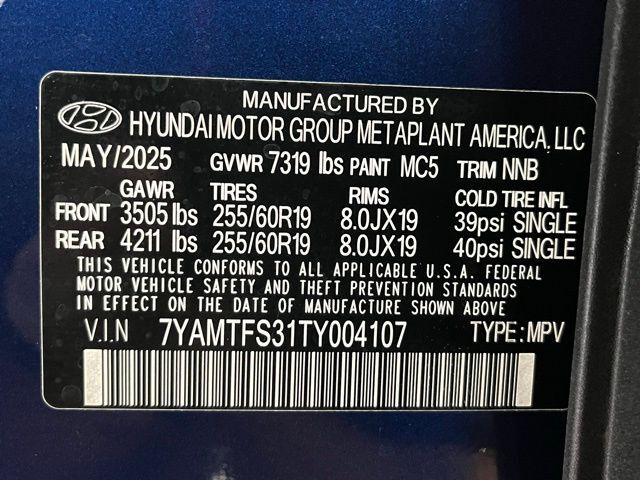 MANUFACTURED BY
HYUNDAI MOTOR GROUP METAPLANT AMERICA, LLC
MAY/2025 GVWR 7319 lbs PAINT MC5 TRIM NNB
GAWR TIRES RIMS COLD TIRE INFL
FRONT 3505 lbs 255/60R19 8.0JX19 39psi SINGLE
REAR 4211 lbs 255/60R19 8.0JX19 40psi SINGLE
THIS VEHICLE CONFORMS TO ALL APPLICABLE U.S.A. FEDERAL
MOTOR VEHICLE SAFETY AND THEFT PREVENTION STANDARDS
IN EFFECT ON THE DATE OF MANUFACTURE SHOWN ABOVE
V.I.N 7YAMTFS31TY004107 TYPE:MPV